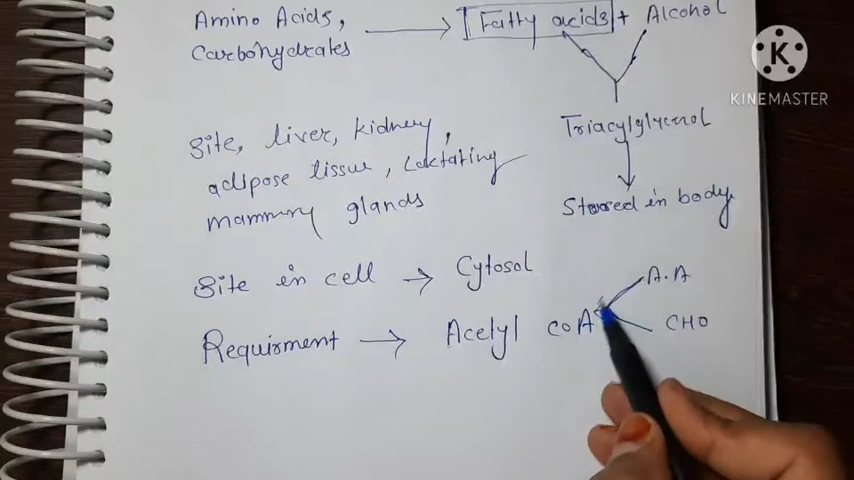 Amino Acids,
Carbohydrates
Fatty acids + Alcohol
K
KINEMASTER
Triacylglycerol
Stored in body
Site, liver, kidney,
adipose tissue, Lactating
mammary glands
Site in cell → Cytosol
A.A
Requirment → Acetyl coA
CHO